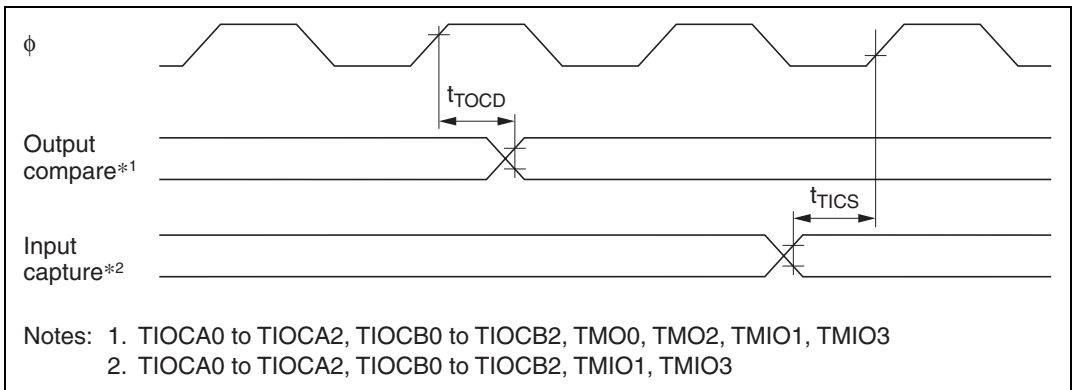 ϕ
tTOCD
Output
compare*1
tTICS
Input
capture*2
Notes: 1. TIOCA0 to TIOCA2, TIOCB0 to TIOCB2, TMO0, TMO2, TMIO1, TMIO3
2. TIOCA0 to TIOCA2, TIOCB0 to TIOCB2, TMIO1, TMIO3